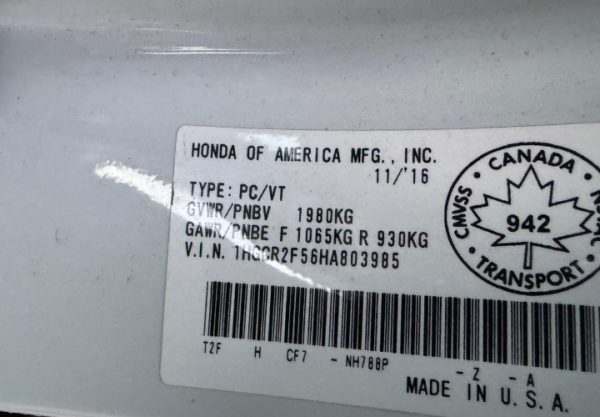 HONDA OF AMERICA MFG., INC.
11/'16
TYPE: PC/VT
GVWR/PNBV 1980KG
GAWR/PNBE F 1065KG R 930KG
V.I.N. 1HGCR2F56HA803985
CANADA
CMVSS
942
TRANSPORT
T2F H CF7 - NH788P - Z - A
MADE IN U.S.A.